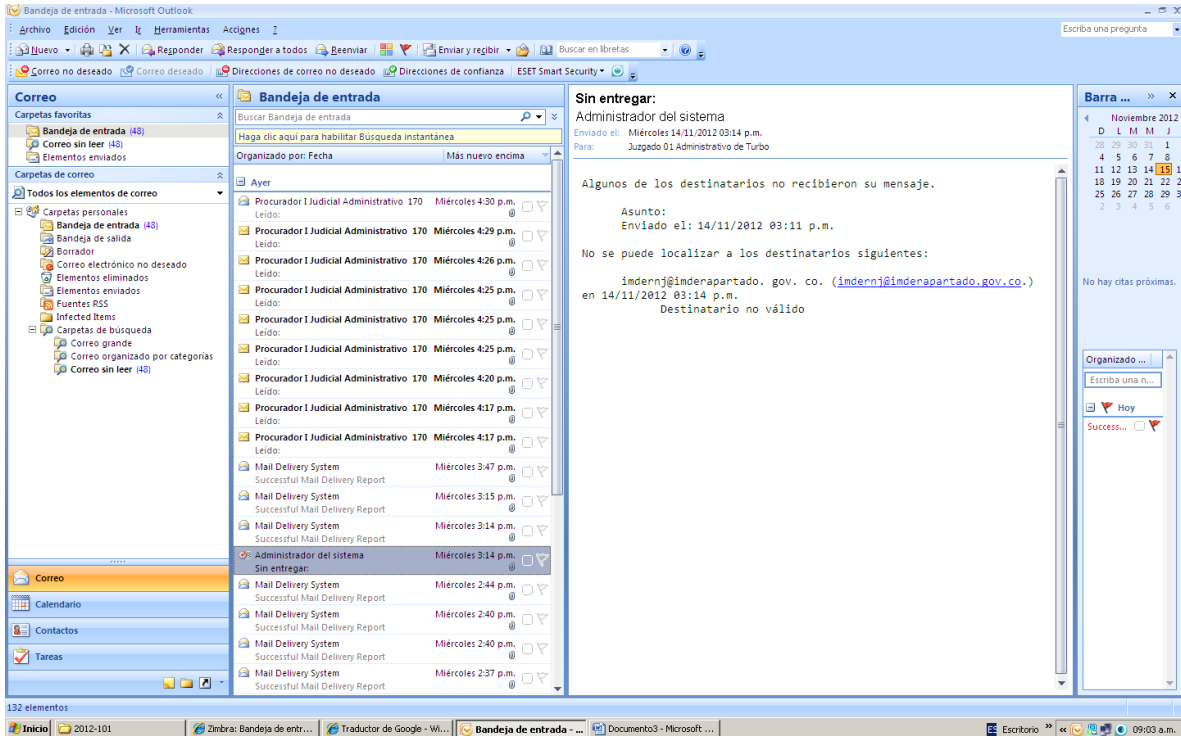 Bandeja de entrada - Microsoft Outlook
Archivo Edición Ver Ir Herramientas Acciones ?
Escriba una pregunta
Nuevo Responder Responder a todos Reenviar Enviar y recibir Buscar en libretas
Correo no deseado Correo deseado Direcciones de correo no deseado Direcciones de confianza ESET Smart Security
Correo «
Carpetas favoritas
Bandeja de entrada (48)
Correo sin leer (48)
Elementos enviados
Carpetas de correo
Todos los elementos de correo
Carpetas personales
Bandeja de entrada (48)
Bandeja de salida
Borrador
Correo electrónico no deseado
Elementos eliminados
Elementos enviados
Fuentes RSS
Infected Items
Carpetas de búsqueda
Correo grande
Correo organizado por categorías
Correo sin leer (48)
Correo
Calendario
Contactos
Tareas
Bandeja de entrada
Buscar Bandeja de entrada
Haga clic aquí para habilitar Búsqueda instantánea
Organizado por: Fecha Más nuevo encima
Ayer
Procurador I Judicial Administrativo 170 Miércoles 4:30 p.m.
Leído:
Procurador I Judicial Administrativo 170 Miércoles 4:29 p.m.
Leído:
Procurador I Judicial Administrativo 170 Miércoles 4:26 p.m.
Leído:
Procurador I Judicial Administrativo 170 Miércoles 4:25 p.m.
Leído:
Procurador I Judicial Administrativo 170 Miércoles 4:25 p.m.
Leído:
Procurador I Judicial Administrativo 170 Miércoles 4:25 p.m.
Leído:
Procurador I Judicial Administrativo 170 Miércoles 4:20 p.m.
Leído:
Procurador I Judicial Administrativo 170 Miércoles 4:17 p.m.
Leído:
Procurador I Judicial Administrativo 170 Miércoles 4:17 p.m.
Leído:
Mail Delivery System Miércoles 3:47 p.m.
Successful Mail Delivery Report
Mail Delivery System Miércoles 3:15 p.m.
Successful Mail Delivery Report
Mail Delivery System Miércoles 3:14 p.m.
Successful Mail Delivery Report
Administrador del sistema Miércoles 3:14 p.m.
Sin entregar:
Mail Delivery System Miércoles 2:44 p.m.
Successful Mail Delivery Report
Mail Delivery System Miércoles 2:40 p.m.
Successful Mail Delivery Report
Mail Delivery System Miércoles 2:40 p.m.
Successful Mail Delivery Report
Mail Delivery System Miércoles 2:37 p.m.
Successful Mail Delivery Report
Sin entregar:
Administrador del sistema
Enviado el: Miércoles 14/11/2012 03:14 p.m.
Para: Juzgado 01 Administrativo de Turbo
Algunos de los destinatarios no recibieron su mensaje.
Asunto:
Enviado el: 14/11/2012 03:11 p.m.
No se puede localizar a los destinatarios siguientes:
imdernj@imderapartado. gov. co. (imdernj@imderapartado.gov.co.)
en 14/11/2012 03:14 p.m.
Destinatario no válido
Barra ... »
Noviembre 2012
D L M M J
28 29 30 31 1
4 5 6 7 8
11 12 13 14 15 1
18 19 20 21 22 2
25 26 27 28 29 3
2 3 4 5 6
No hay citas próximas.
Organizado ...
Escriba una n...
Hoy
Success...
132 elementos
Inicio 2012-101 Zimbra: Bandeja de entr... Traductor de Google - Wi... Bandeja de entrada - ... Documento3 - Microsoft ... ES Escritorio » « 09:03 a.m.